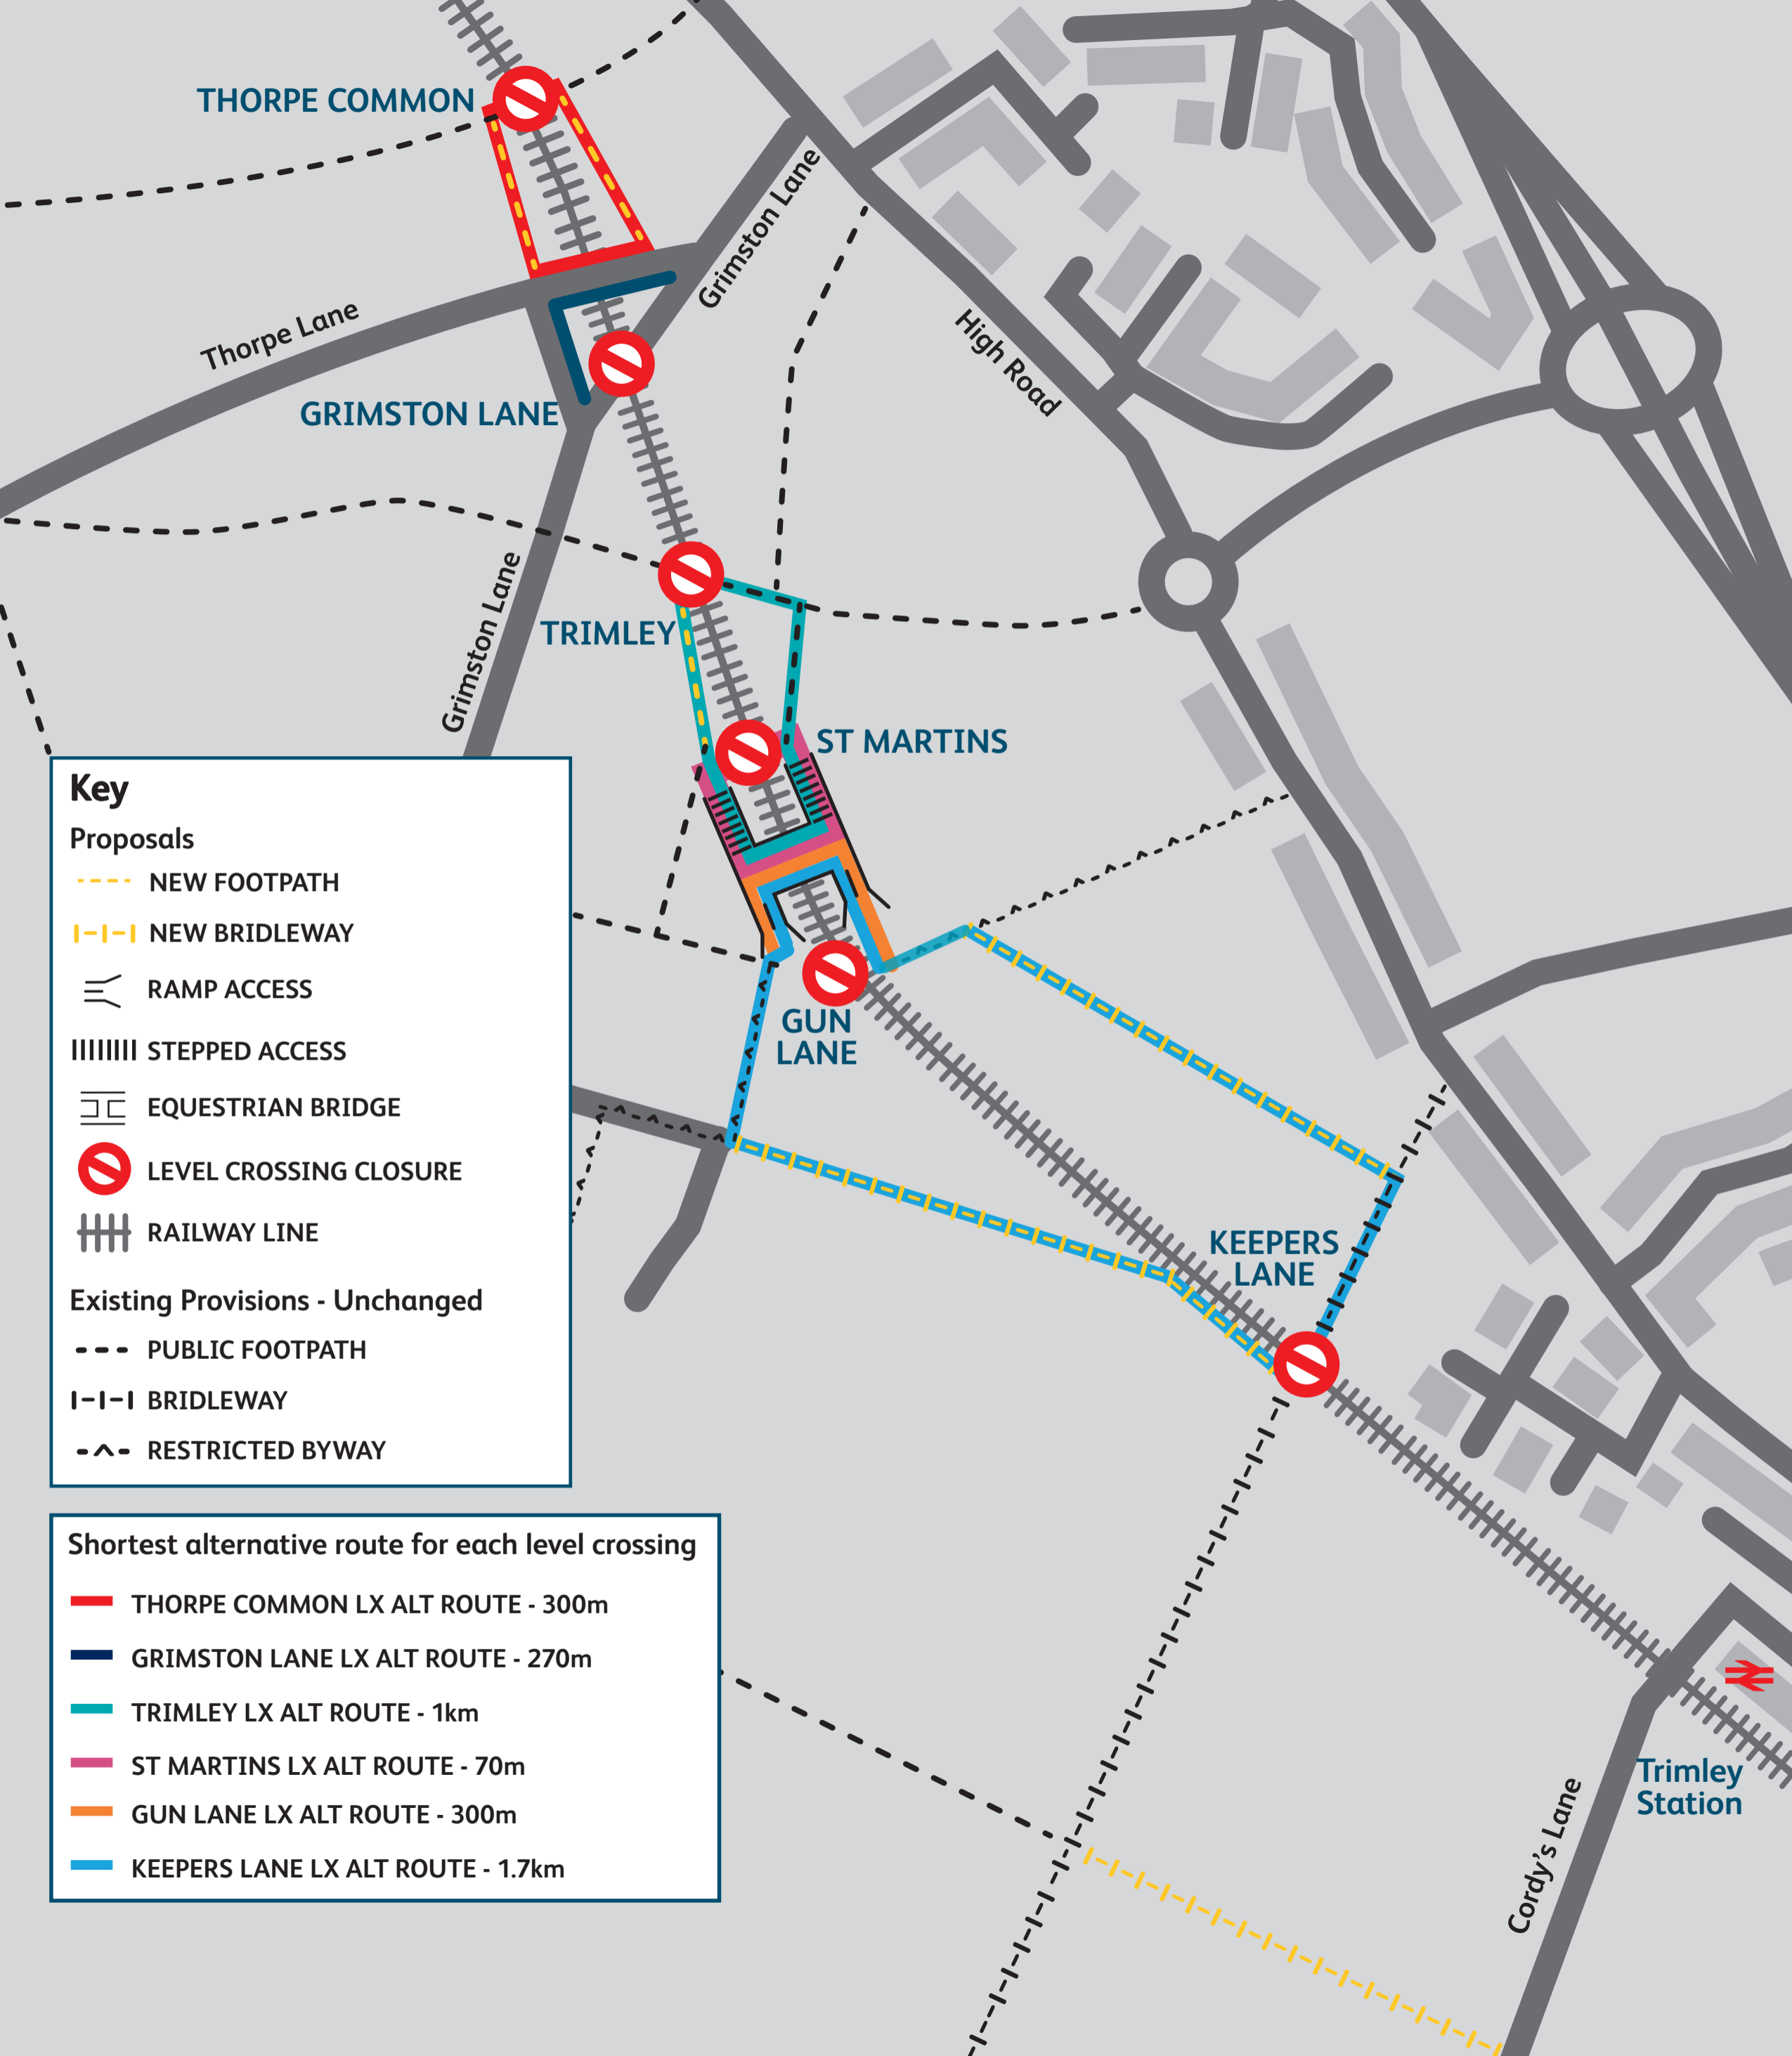 THORPE COMMON
Grimston Lane
Thorpe Lane
High Road
GRIMSTON LANE
Grimston Lane
TRIMLEY
ST MARTINS
GUN
LANE
KEEPERS
LANE
Key
Proposals
NEW FOOTPATH
NEW BRIDLEWAY
RAMP ACCESS
STEPPED ACCESS
EQUESTRIAN BRIDGE
LEVEL CROSSING CLOSURE
RAILWAY LINE
Existing Provisions - Unchanged
PUBLIC FOOTPATH
BRIDLEWAY
RESTRICTED BYWAY
Shortest alternative route for each level crossing
THORPE COMMON LX ALT ROUTE - 300m
GRIMSTON LANE LX ALT ROUTE - 270m
TRIMLEY LX ALT ROUTE - 1km
ST MARTINS LX ALT ROUTE - 70m
GUN LANE LX ALT ROUTE - 300m
KEEPERS LANE LX ALT ROUTE - 1.7km
Trimley
Station
Cordy's Lane